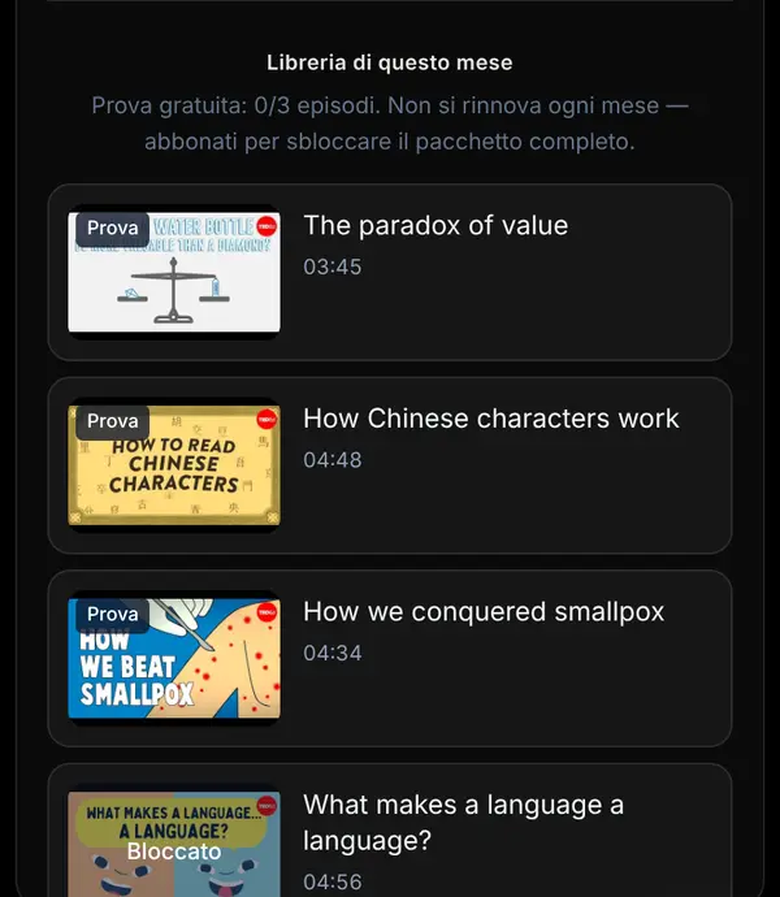 Libreria di questo mese
Prova gratuita: 0/3 episodi. Non si rinnova ogni mese —
abbonati per sbloccare il pacchetto completo.
Prova
WATER BOTTLE
THAN A DIAMOND?
The paradox of value
03:45
Prova
HOW TO READ
CHINESE
CHARACTERS
How Chinese characters work
04:48
Prova
HOW
WE BEAT
SMALLPOX
How we conquered smallpox
04:34
WHAT MAKES A LANGUAGE...
A LANGUAGE?
Bloccato
What makes a language a
language?
04:56